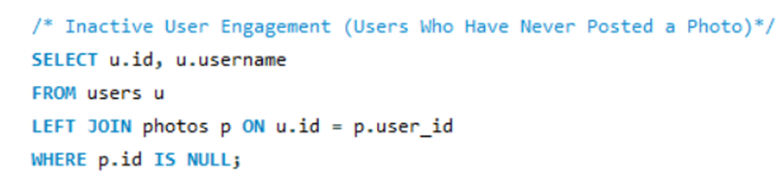 /* Inactive User Engagement (Users Who Have Never Posted a Photo)*/
SELECT u.id, u.username
FROM users u
LEFT JOIN photos p ON u.id = p.user_id
WHERE p.id IS NULL;